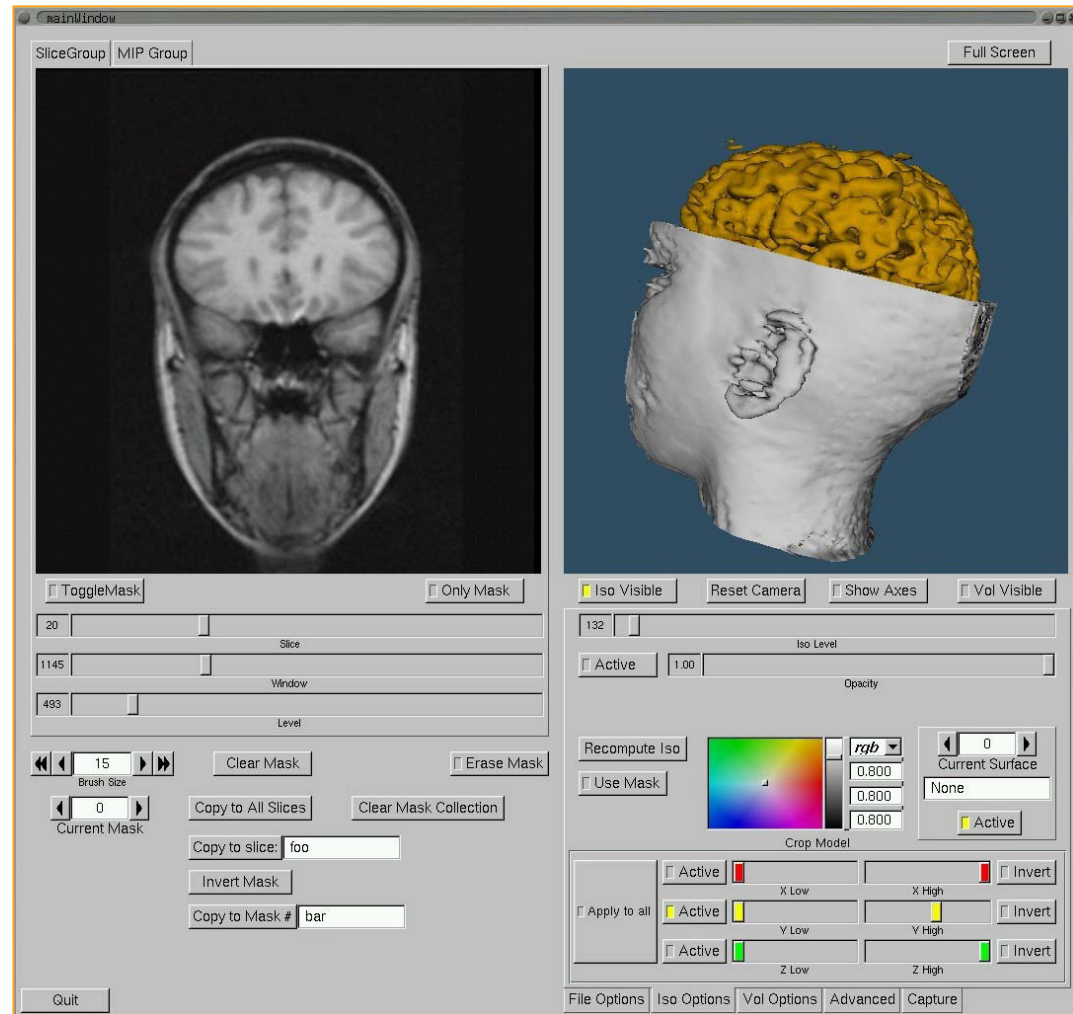 mainWindow
SliceGroup MIP Group
Full Screen
ToggleMask Only Mask
20
Slice
1145
Window
493
Level
15
Brush Size
Clear Mask
Erase Mask
0
Current Mask
Copy to All Slices
Clear Mask Collection
Copy to slice: foo
Invert Mask
Copy to Mask # bar
Quit
Iso Visible Reset Camera Show Axes Vol Visible
132
Iso Level
Active 1.00
Opacity
Recompute Iso
Use Mask
rgb
0.800
0.800
0.800
0
Current Surface
None
Active
Crop Model
Apply to all
Active Invert
X Low X High
Active Invert
Y Low Y High
Active Invert
Z Low Z High
File Options Iso Options Vol Options Advanced Capture